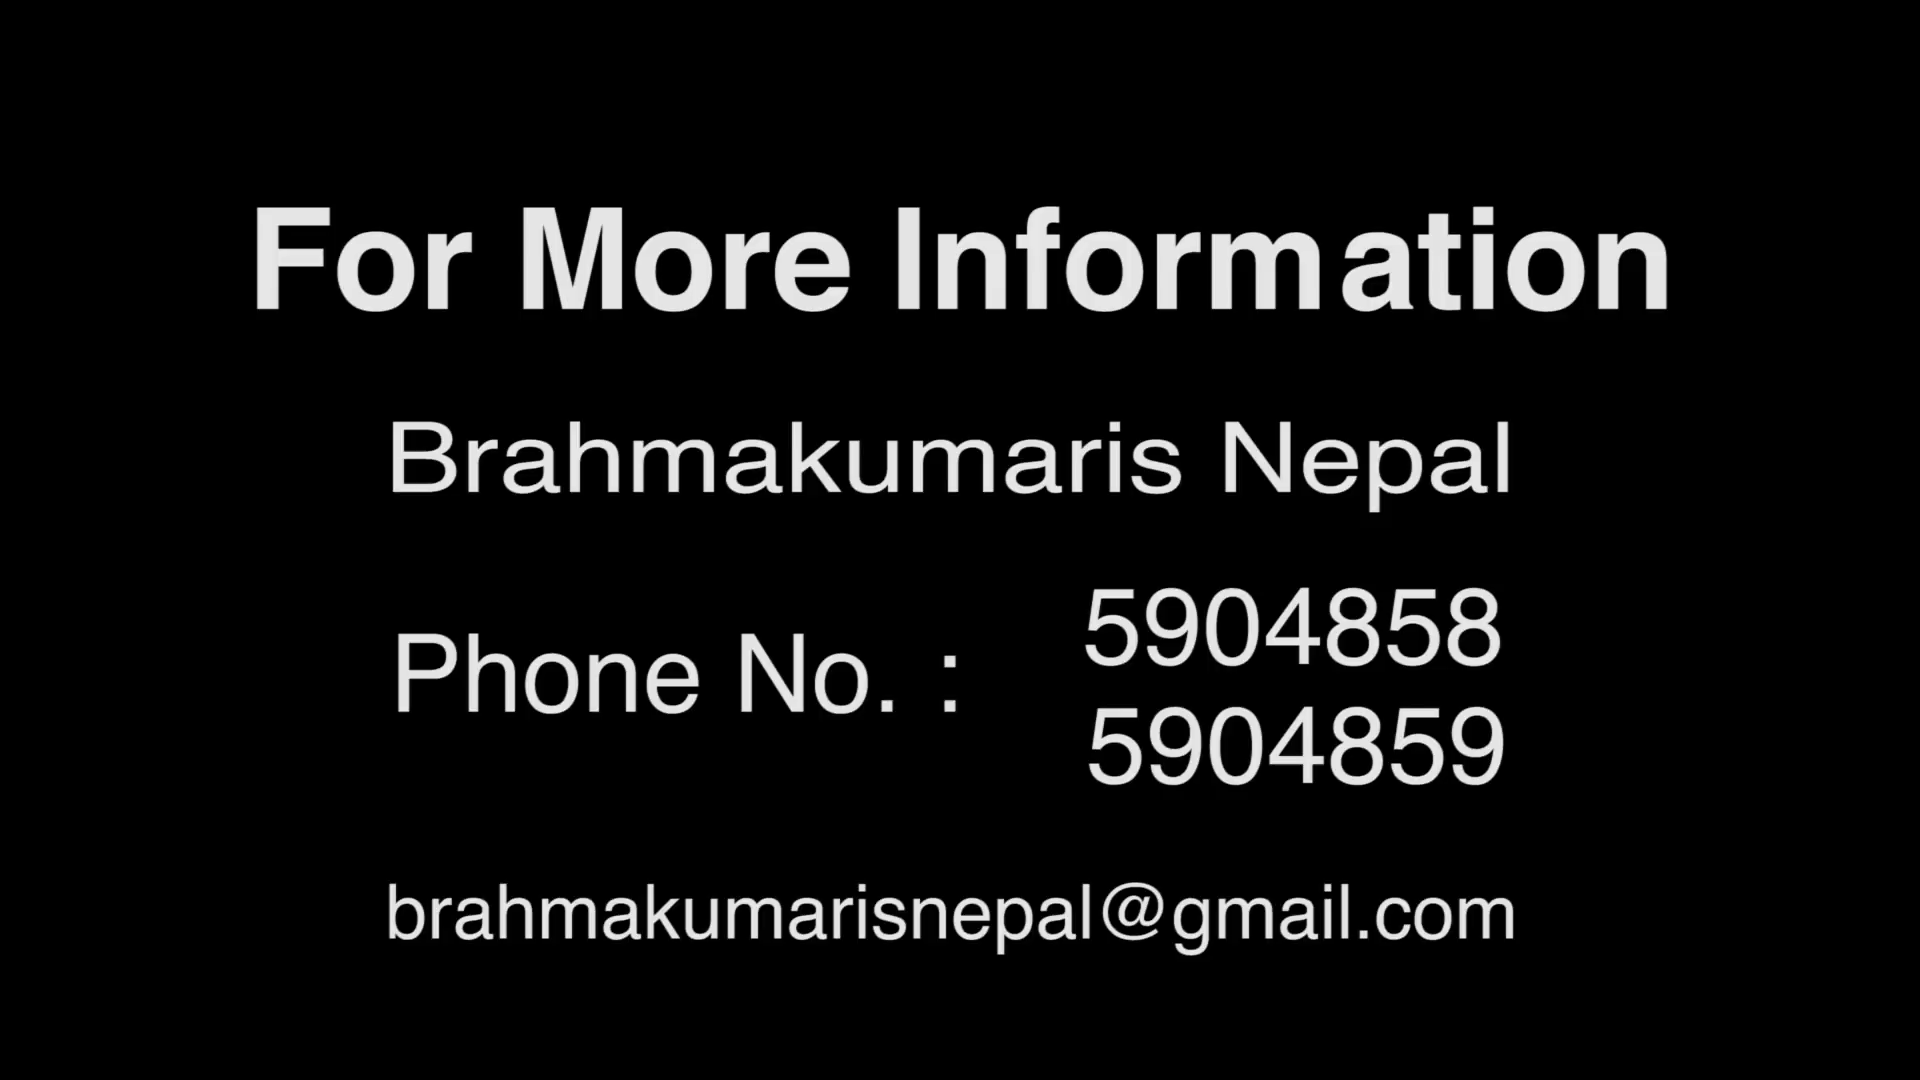 For More Information
Brahmakumaris Nepal
Phone No. : 5904858
5904859
brahmakumarisnepal@gmail.com